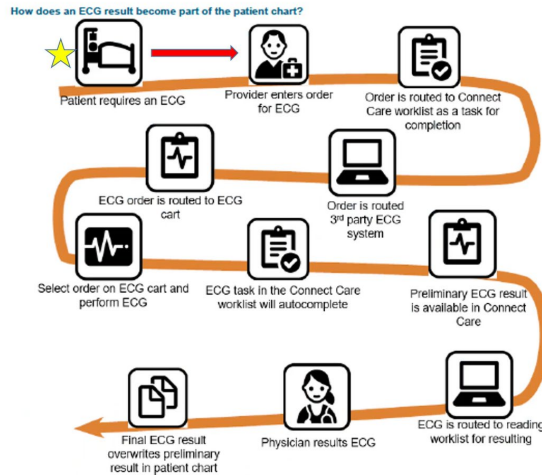 How does an ECG result become part of the patient chart?
Patient requires an ECG
Provider enters order
for ECG
Order is routed to Connect
Care worklist as a task for
completion
Order is routed
3rd party ECG
system
ECG order is routed to ECG
cart
Select order on ECG cart and
perform ECG
ECG task in the Connect Care
worklist will autocomplete
Preliminary ECG result
is available in Connect
Care
ECG is routed to reading
worklist for resulting
Physician results ECG
Final ECG result
overwrites preliminary
result in patient chart